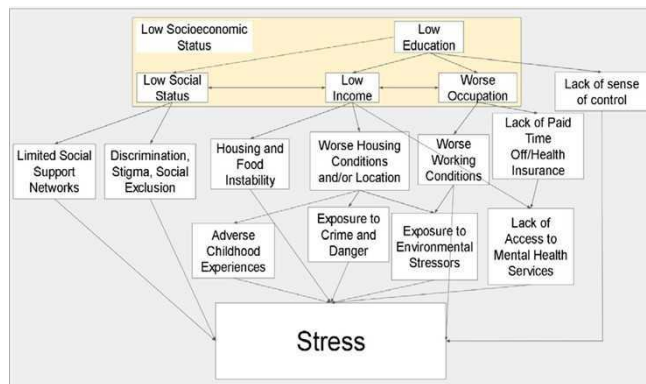 Low Socioeconomic
Status
Low
Education
Low Social
Status
Low
Income
Worse
Occupation
Lack of sense
of control
Limited Social
Support
Networks
Discrimination,
Stigma, Social
Exclusion
Housing and
Food
Instability
Worse Housing
Conditions
and/or Location
Worse
Working
Conditions
Lack of Paid
Time
Off/Health
Insurance
Adverse
Childhood
Experiences
Exposure to
Crime and
Danger
Exposure to
Environmental
Stressors
Lack of
Access to
Mental Health
Services
Stress